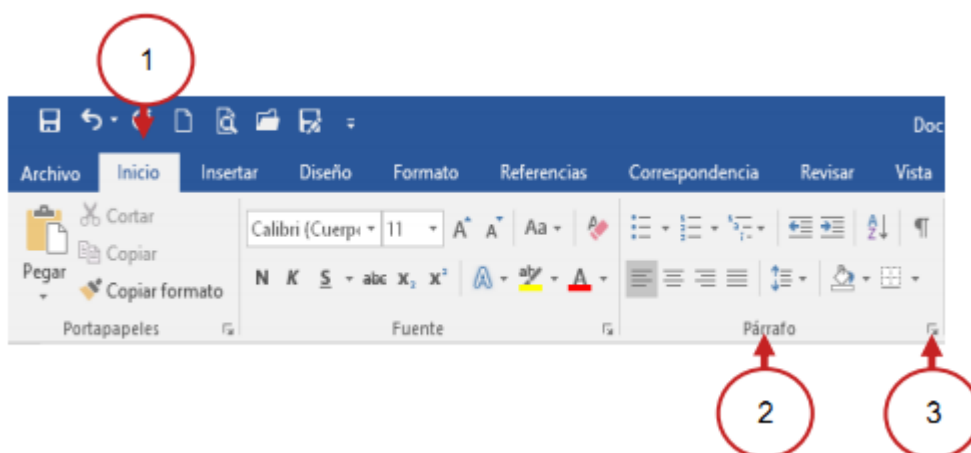 1
Doc
Archivo Inicio Insertar Diseño Formato Referencias Correspondencia Revisar Vista
Cortar
Copiar
Pegar
Copiar formato
Calibri (Cuerp 11 A A Aa
N K S abc X₂ X² A ab A
Portapapeles Fuente Párrafo
2 3